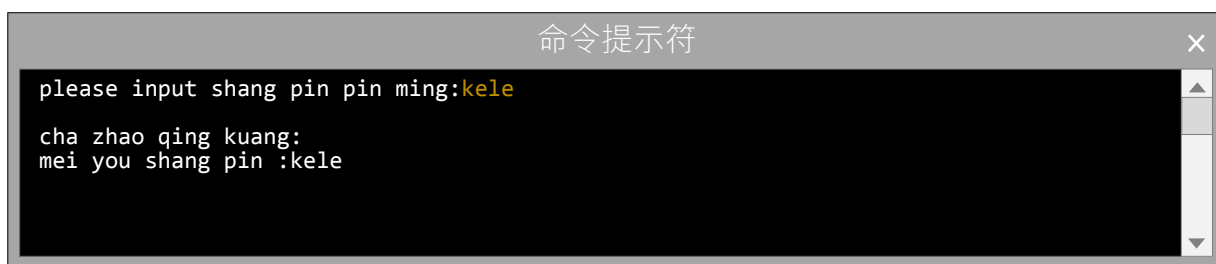 命令提示符
please input shang pin pin ming:kele
cha zhao qing kuang:
mei you shang pin :kele